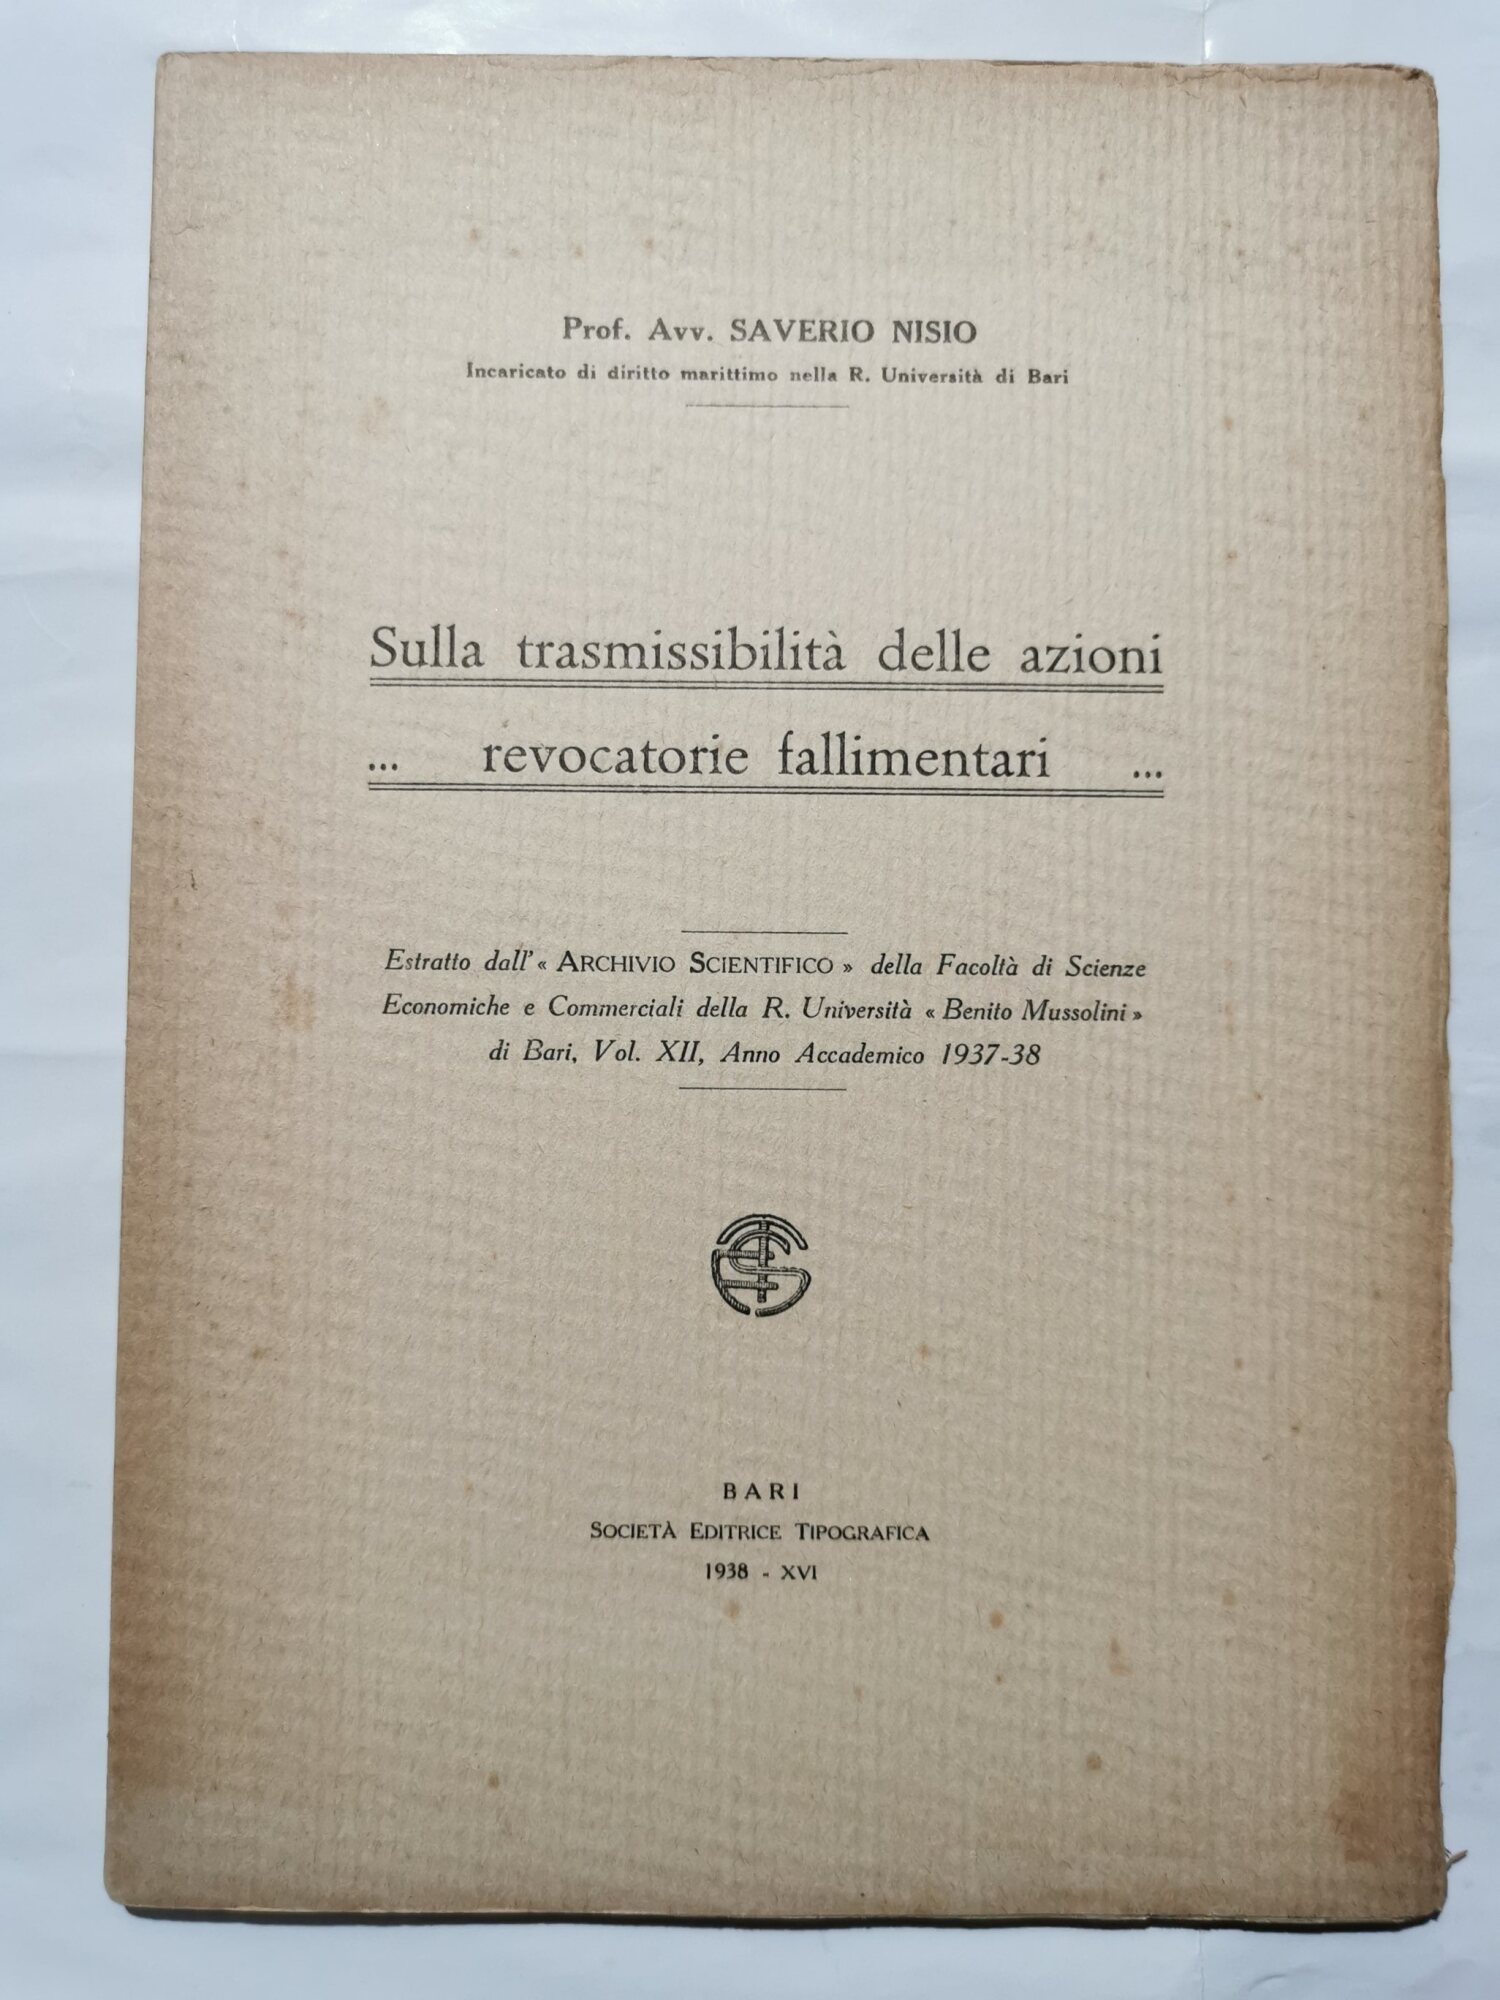 Prof. Avv. SAVERIO NISIO
Incaricato di diritto marittimo nella R. Università di Bari
Sulla trasmissibilità delle azioni
... revocatorie fallimentari ...
Estratto dall'« ARCHIVIO SCIENTIFICO » della Facoltà di Scienze
Economiche e Commerciali della R. Università « Benito Mussolini »
di Bari, Vol. XII, Anno Accademico 1937-38
BARI
SOCIETÀ EDITRICE TIPOGRAFICA
1938 - XVI